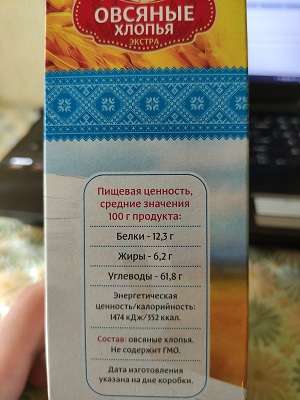 ОВСЯНЫЕ
ХЛОПЬЯ
ЭКСТРА
Пищевая ценность,
средние значения
100 г продукта:
Белки - 12,3 г
Жиры - 6,2 г
Углеводы - 61,8 г
Энергетическая
ценность/калорийность:
1474 кДж/352 ккал.
Состав: овсяные хлопья.
Не содержит ГМО.
Дата изготовления
указана на дне коробки.